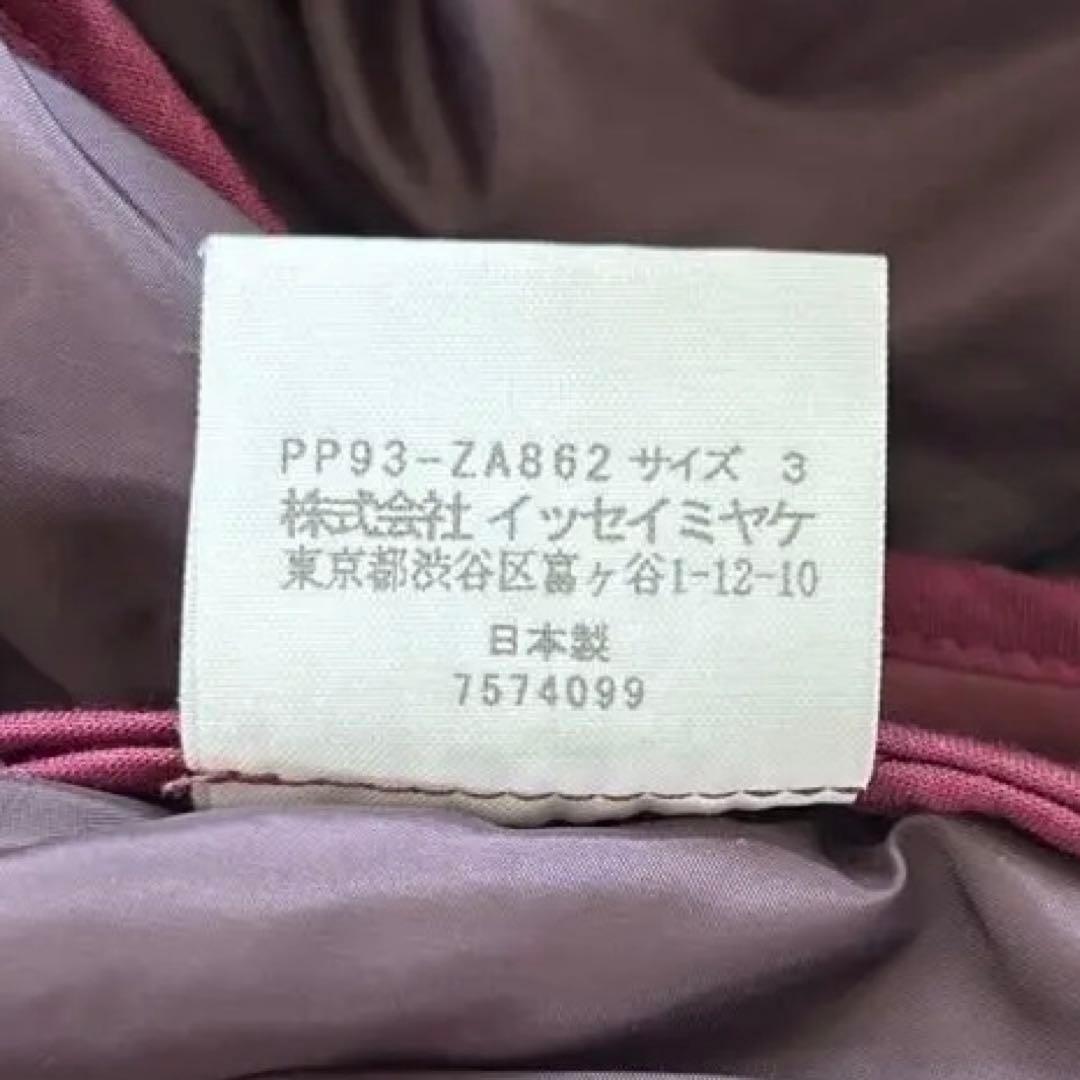 PP93-ZA862 サイズ 3
株式会社 イッセイミヤケ
東京都渋谷区富ヶ谷1-12-10
日本製
7574099